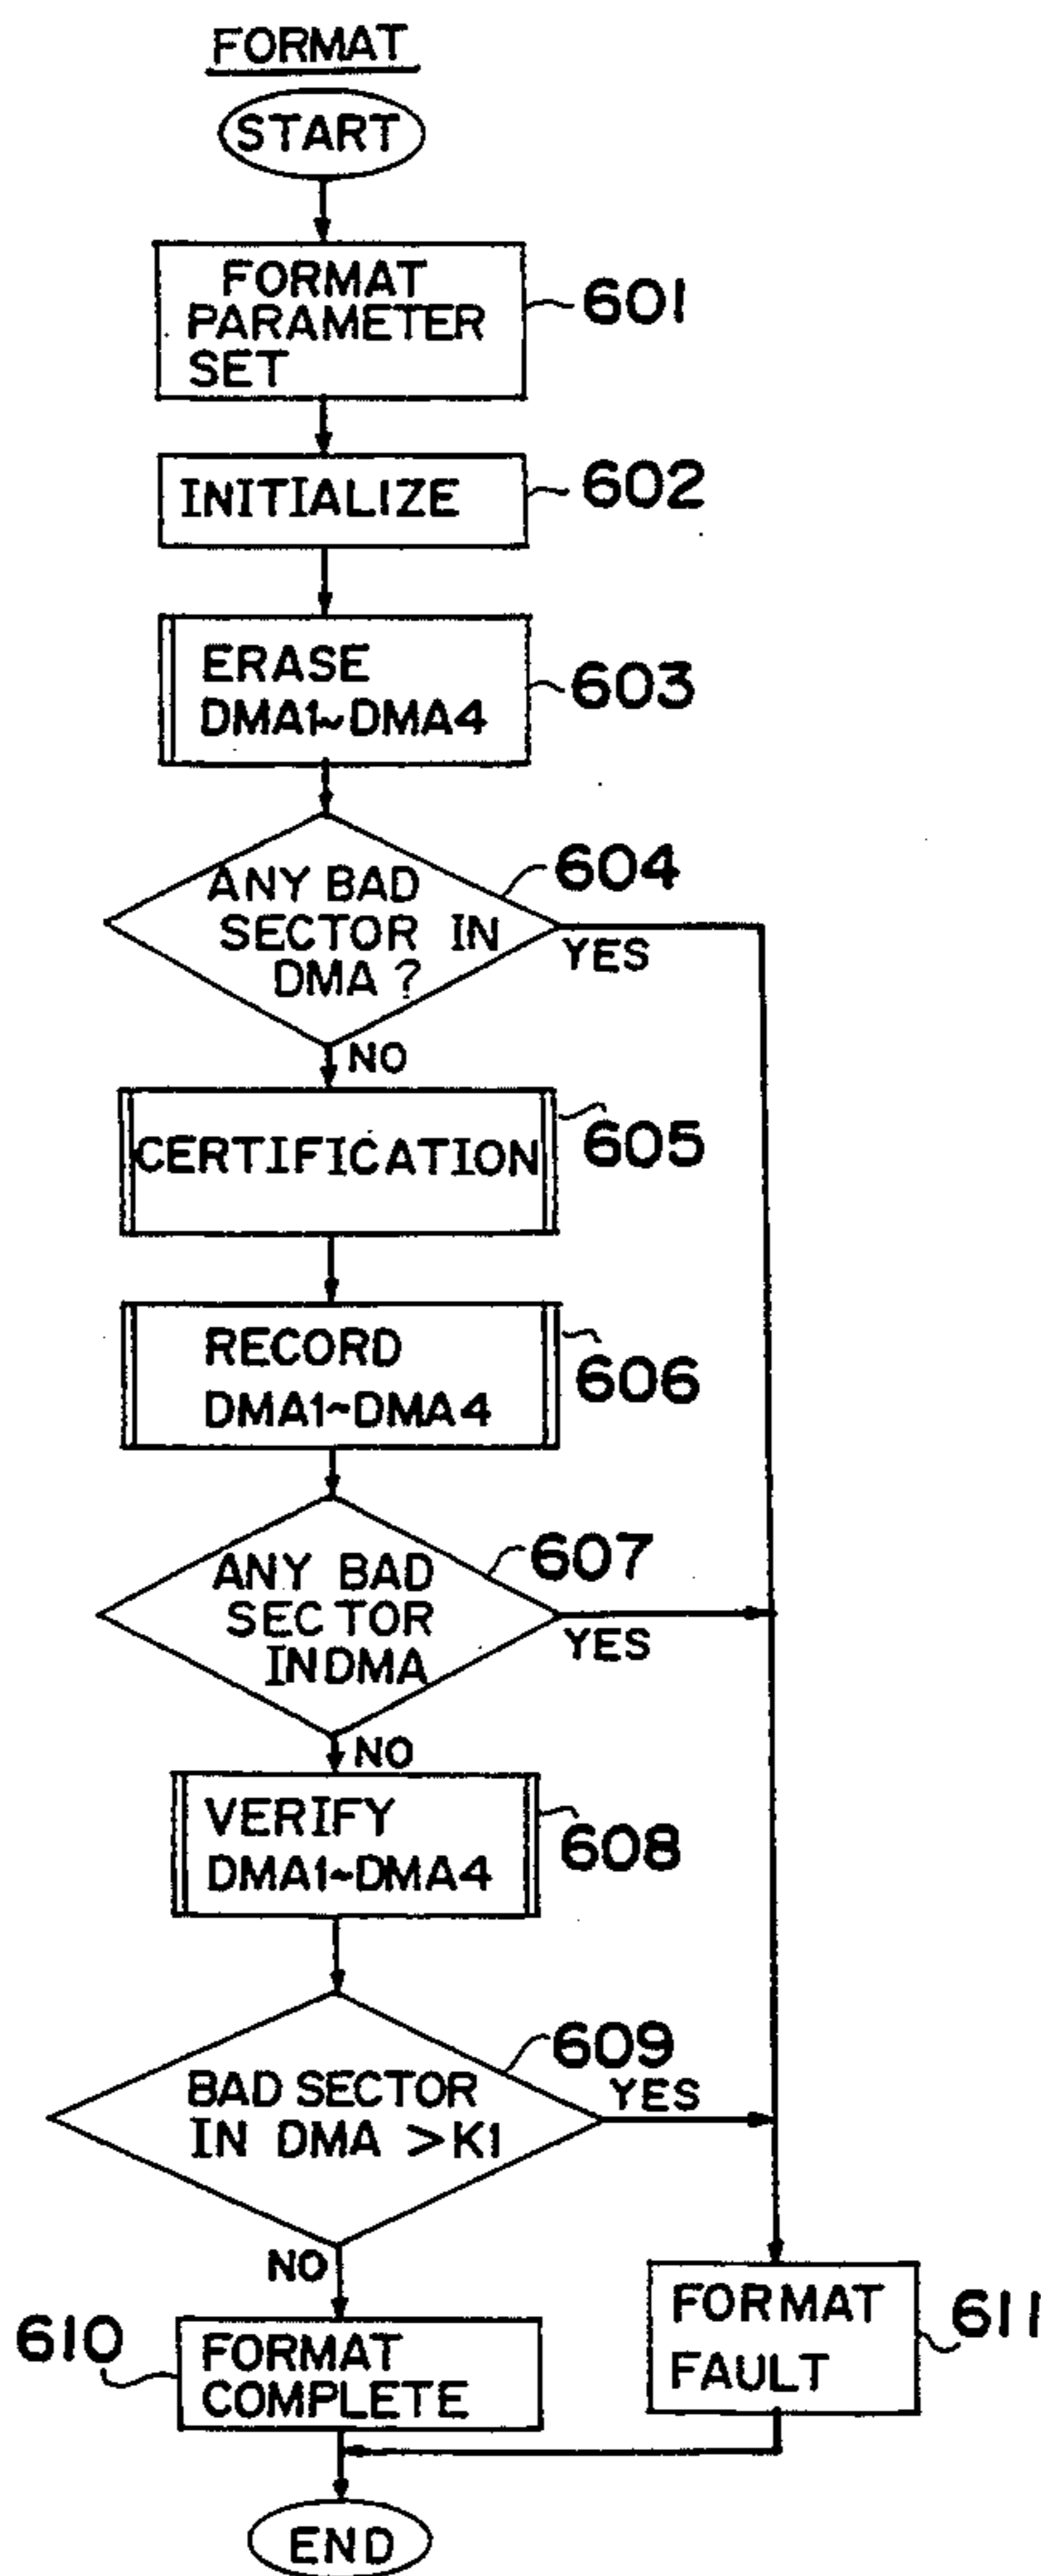 FORMAT
START
FORMAT
PARAMETER
SET
601
INITIALIZE
602
ERASE
DMA1~DMA4
603
ANY BAD
SECTOR IN
DMA ?
604
YES
NO
CERTIFICATION
605
RECORD
DMA1~DMA4
606
ANY BAD
SECTOR
INDMA
607
YES
NO
VERIFY
DMA1~DMA4
608
BAD SECTOR
IN DMA >K1
609
YES
NO
610
FORMAT
COMPLETE
FORMAT
FAULT
611
END